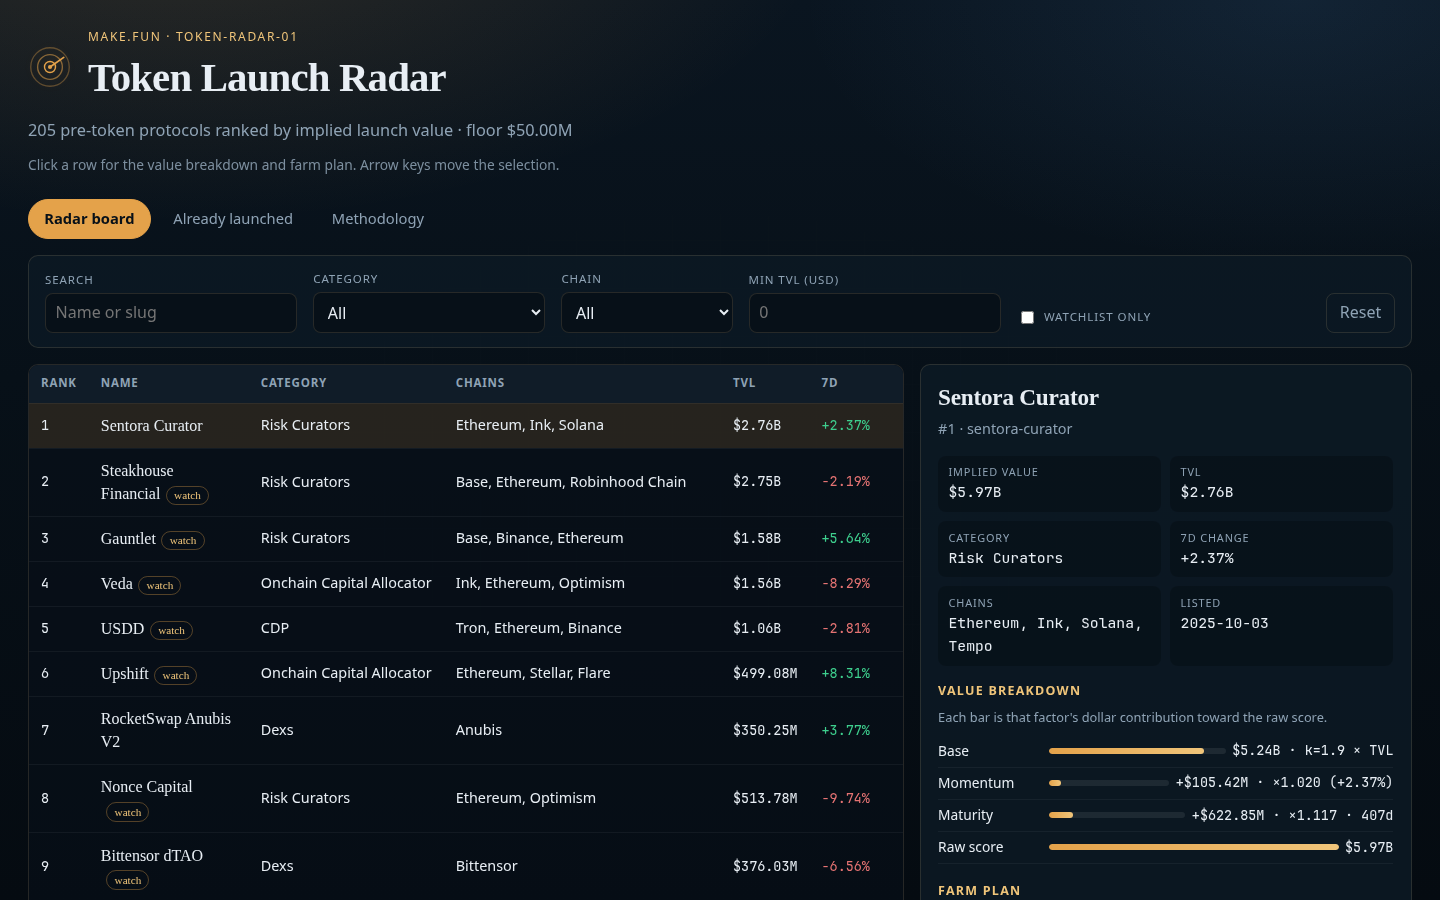 MAKE.FUN · TOKEN-RADAR-01
Token Launch Radar
205 pre-token protocols ranked by implied launch value · floor $50.00M
Click a row for the value breakdown and farm plan. Arrow keys move the selection.
Radar board Already launched Methodology
SEARCH CATEGORY CHAIN MIN TVL (USD)
Name or slug All All 0 WATCHLIST ONLY Reset
RANK NAME CATEGORY CHAINS TVL 7D
1 Sentora Curator Risk Curators Ethereum, Ink, Solana $2.76B +2.37%
2 Steakhouse Financial watch Risk Curators Base, Ethereum, Robinhood Chain $2.75B -2.19%
3 Gauntlet watch Risk Curators Base, Binance, Ethereum $1.58B +5.64%
4 Veda watch Onchain Capital Allocator Ink, Ethereum, Optimism $1.56B -8.29%
5 USDD watch CDP Tron, Ethereum, Binance $1.06B -2.81%
6 Upshift watch Onchain Capital Allocator Ethereum, Stellar, Flare $499.08M +8.31%
7 RocketSwap Anubis V2 Dexs Anubis $350.25M +3.77%
8 Nonce Capital watch Risk Curators Ethereum, Optimism $513.78M -9.74%
9 Bittensor dTAO watch Dexs Bittensor $376.03M -6.56%
Sentora Curator
#1 · sentora-curator
IMPLIED VALUE TVL
$5.97B $2.76B
CATEGORY 7D CHANGE
Risk Curators +2.37%
CHAINS LISTED
Ethereum, Ink, Solana, 2025-10-03
Tempo
VALUE BREAKDOWN
Each bar is that factor's dollar contribution toward the raw score.
Base $5.24B · k=1.9 × TVL
Momentum +$105.42M · ×1.020 (+2.37%)
Maturity +$622.85M · ×1.117 · 407d
Raw score $5.97B
FARM PLAN